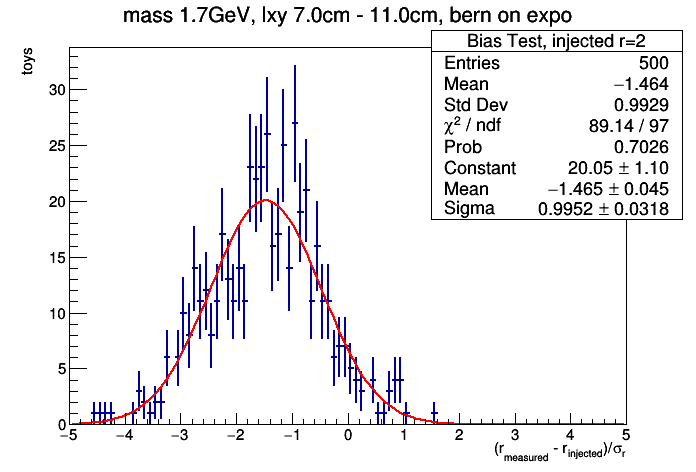 mass 1.7GeV, lxy 7.0cm - 11.0cm, bern on expo
Bias Test, injected r=2
Entries 500
Mean −1.464
Std Dev 0.9929
χ² / ndf 89.14 / 97
Prob 0.7026
Constant 20.05 ± 1.10
Mean −1.465 ± 0.045
Sigma 0.9952 ± 0.0318
toys
30
25
20
15
10
5
0
−5 −4 −3 −2 −1 0 1 2 3 4 5
(r_measured - r_injected)/σ_r